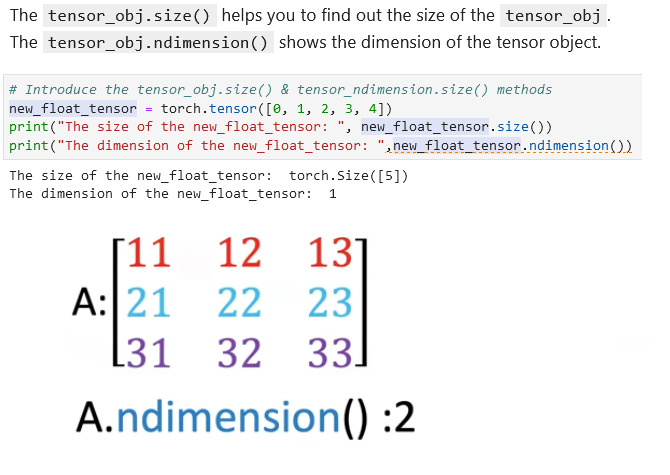 The tensor_obj.size() helps you to find out the size of the tensor_obj.
The tensor_obj.ndimension() shows the dimension of the tensor object.
# Introduce the tensor_obj.size() & tensor_ndimension.size() methods
new_float_tensor = torch.tensor([0, 1, 2, 3, 4])
print("The size of the new_float_tensor: ", new_float_tensor.size())
print("The dimension of the new_float_tensor: ",new_float_tensor.ndimension())
The size of the new_float_tensor:  torch.Size([5])
The dimension of the new_float_tensor:  1
11 12 13
A: 21 22 23
31 32 33
A.ndimension() :2